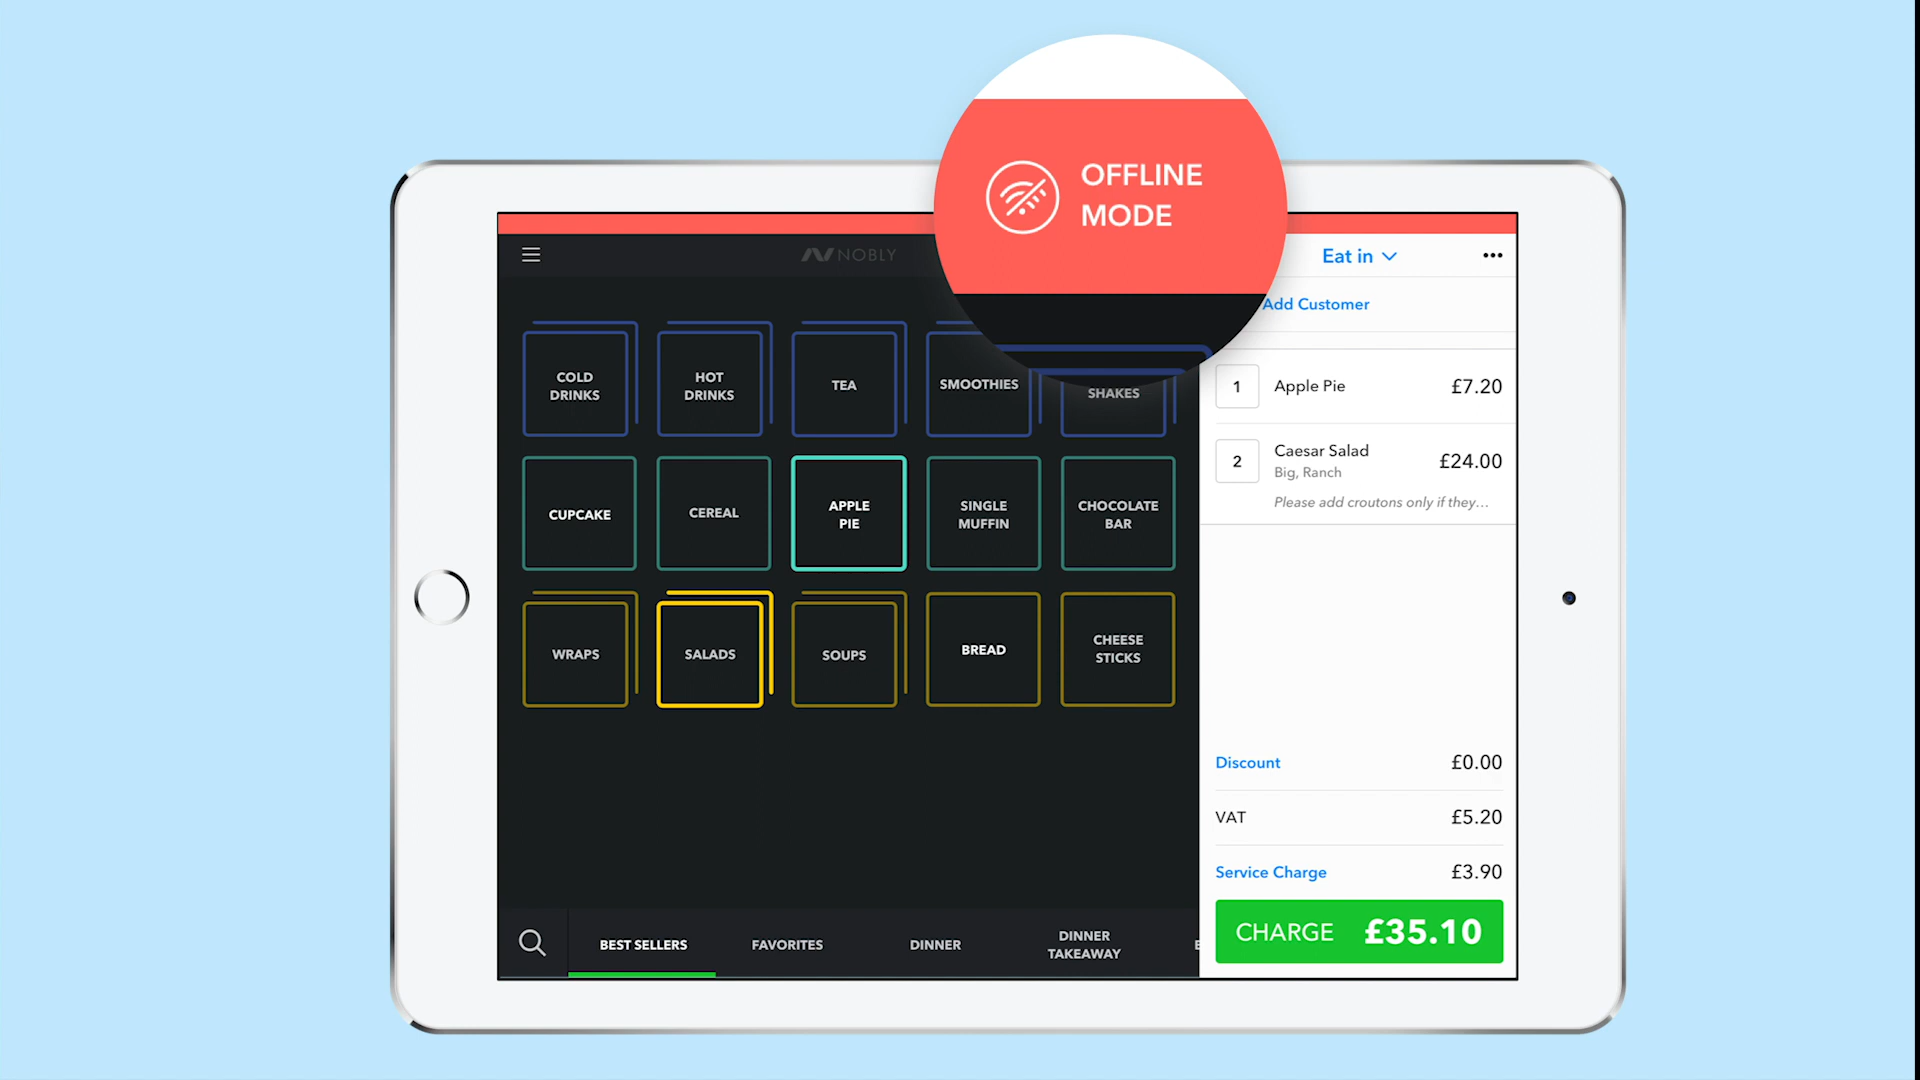 OFFLINE
MODE
NOBLY
Eat in
Add Customer
COLD
DRINKS
HOT
DRINKS
TEA
SMOOTHIES
SHAKES
CUPCAKE
CEREAL
APPLE
PIE
SINGLE
MUFFIN
CHOCOLATE
BAR
WRAPS
SALADS
SOUPS
BREAD
CHEESE
STICKS
1 Apple Pie £7.20
2 Caesar Salad £24.00
Big, Ranch
Please add croutons only if they...
Discount £0.00
VAT £5.20
Service Charge £3.90
CHARGE £35.10
BEST SELLERS
FAVORITES
DINNER
DINNER
TAKEAWAY